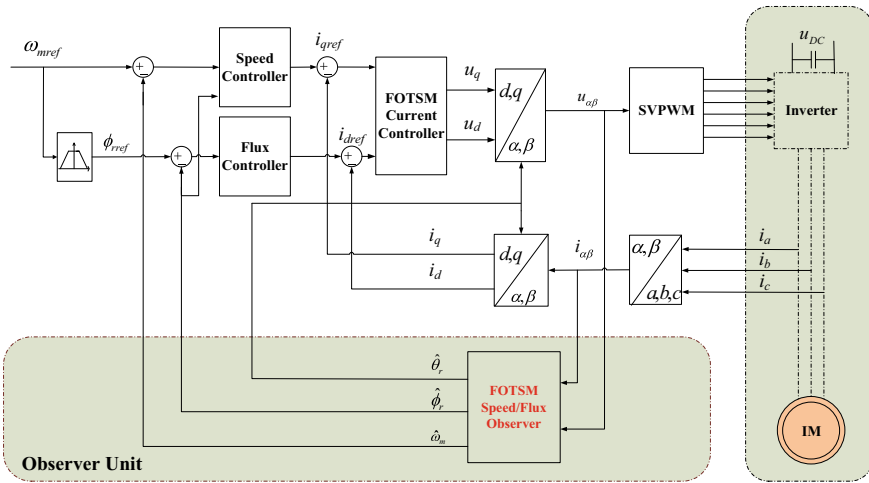 ω_mref
Speed
Controller
i_qref
FOTSM
Current
Controller
u_q
u_d
d,q
α,β
u_αβ
SVPWM
u_DC
Inverter
ϕ_rref
Flux
Controller
i_dref
i_q
i_d
d,q
α,β
i_αβ
α,β
a,b,c
i_a
i_b
i_c
θ̂_r
ϕ̂_r
ω̂_m
FOTSM
Speed/Flux
Observer
IM
Observer Unit